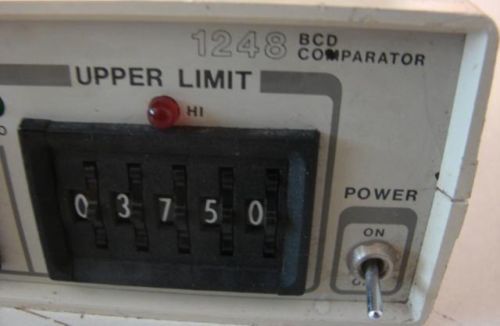 1248 BCD
COMPARATOR
UPPER LIMIT
HI
0 3 7 5 0
POWER
ON